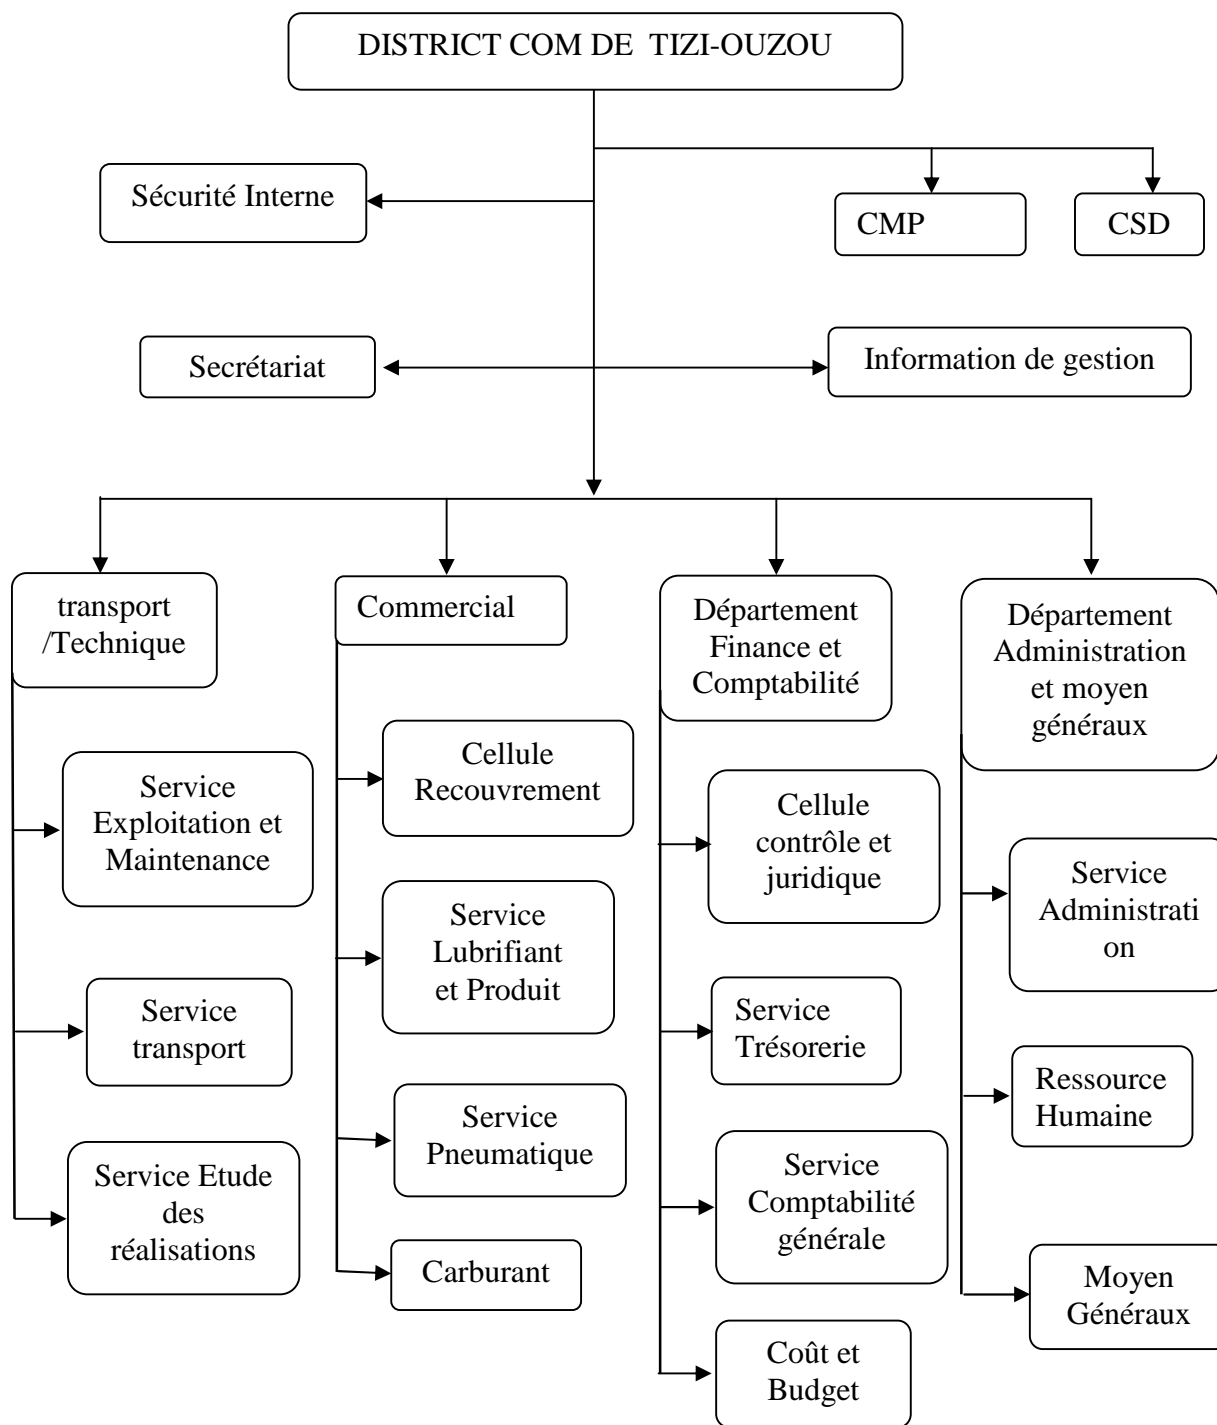 DISTRICT COM DE TIZI-OUZOU
Sécurité Interne
CMP
CSD
Secrétariat
Information de gestion
transport
/Technique
Service
Exploitation et
Maintenance
Service
transport
Service Etude
des
réalisations
Commercial
Cellule
Recouvrement
Service
Lubrifiant
et Produit
Service
Pneumatique
Carburant
Département
Finance et
Comptabilité
Cellule
contrôle et
juridique
Service
Trésorerie
Service
Comptabilité
générale
Coût et
Budget
Département
Administration
et moyen
généraux
Service
Administrati
on
Ressource
Humaine
Moyen
Généraux